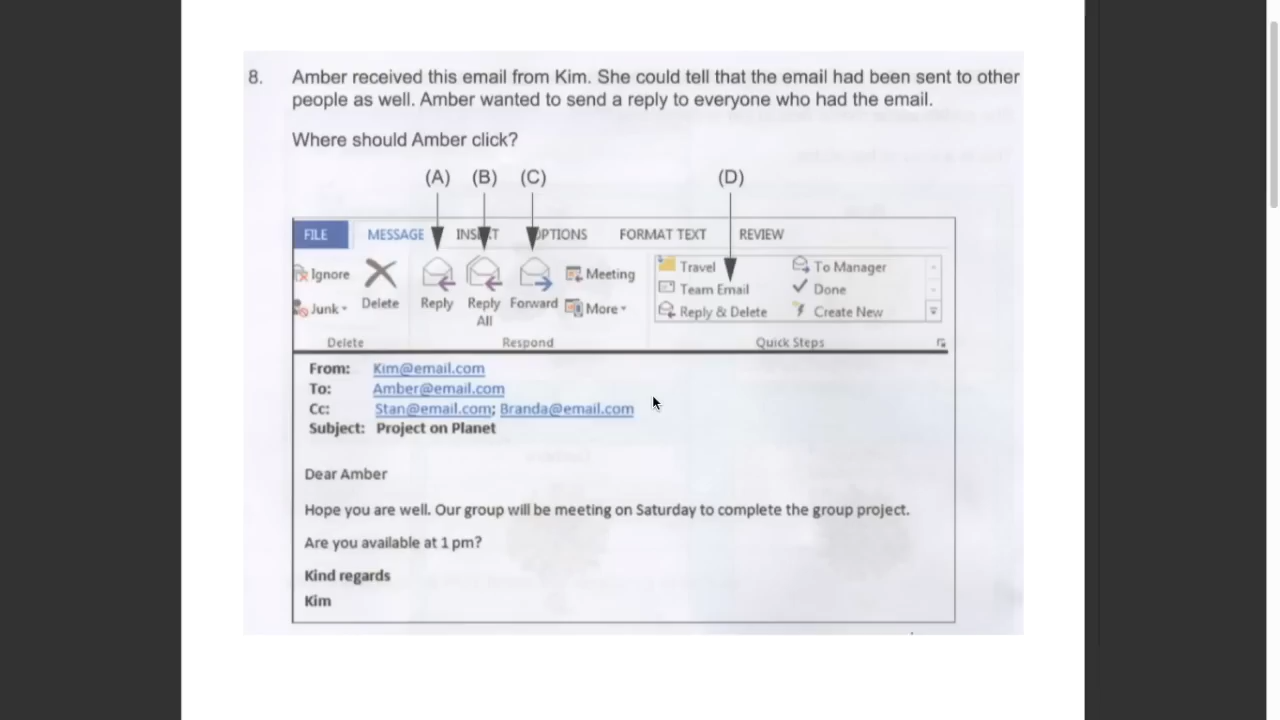 8. Amber received this email from Kim. She could tell that the email had been sent to other
people as well. Amber wanted to send a reply to everyone who had the email.
Where should Amber click?
(A) (B) (C) (D)
FILE MESSAGE INSERT OPTIONS FORMAT TEXT REVIEW
Ignore
Junk
Delete
Reply
Reply
All
Forward
Meeting
More
Travel
Team Email
Reply & Delete
To Manager
Done
Create New
Delete Respond Quick Steps
From: Kim@email.com
To: Amber@email.com
Cc: Stan@email.com; Branda@email.com
Subject: Project on Planet
Dear Amber
Hope you are well. Our group will be meeting on Saturday to complete the group project.
Are you available at 1 pm?
Kind regards
Kim